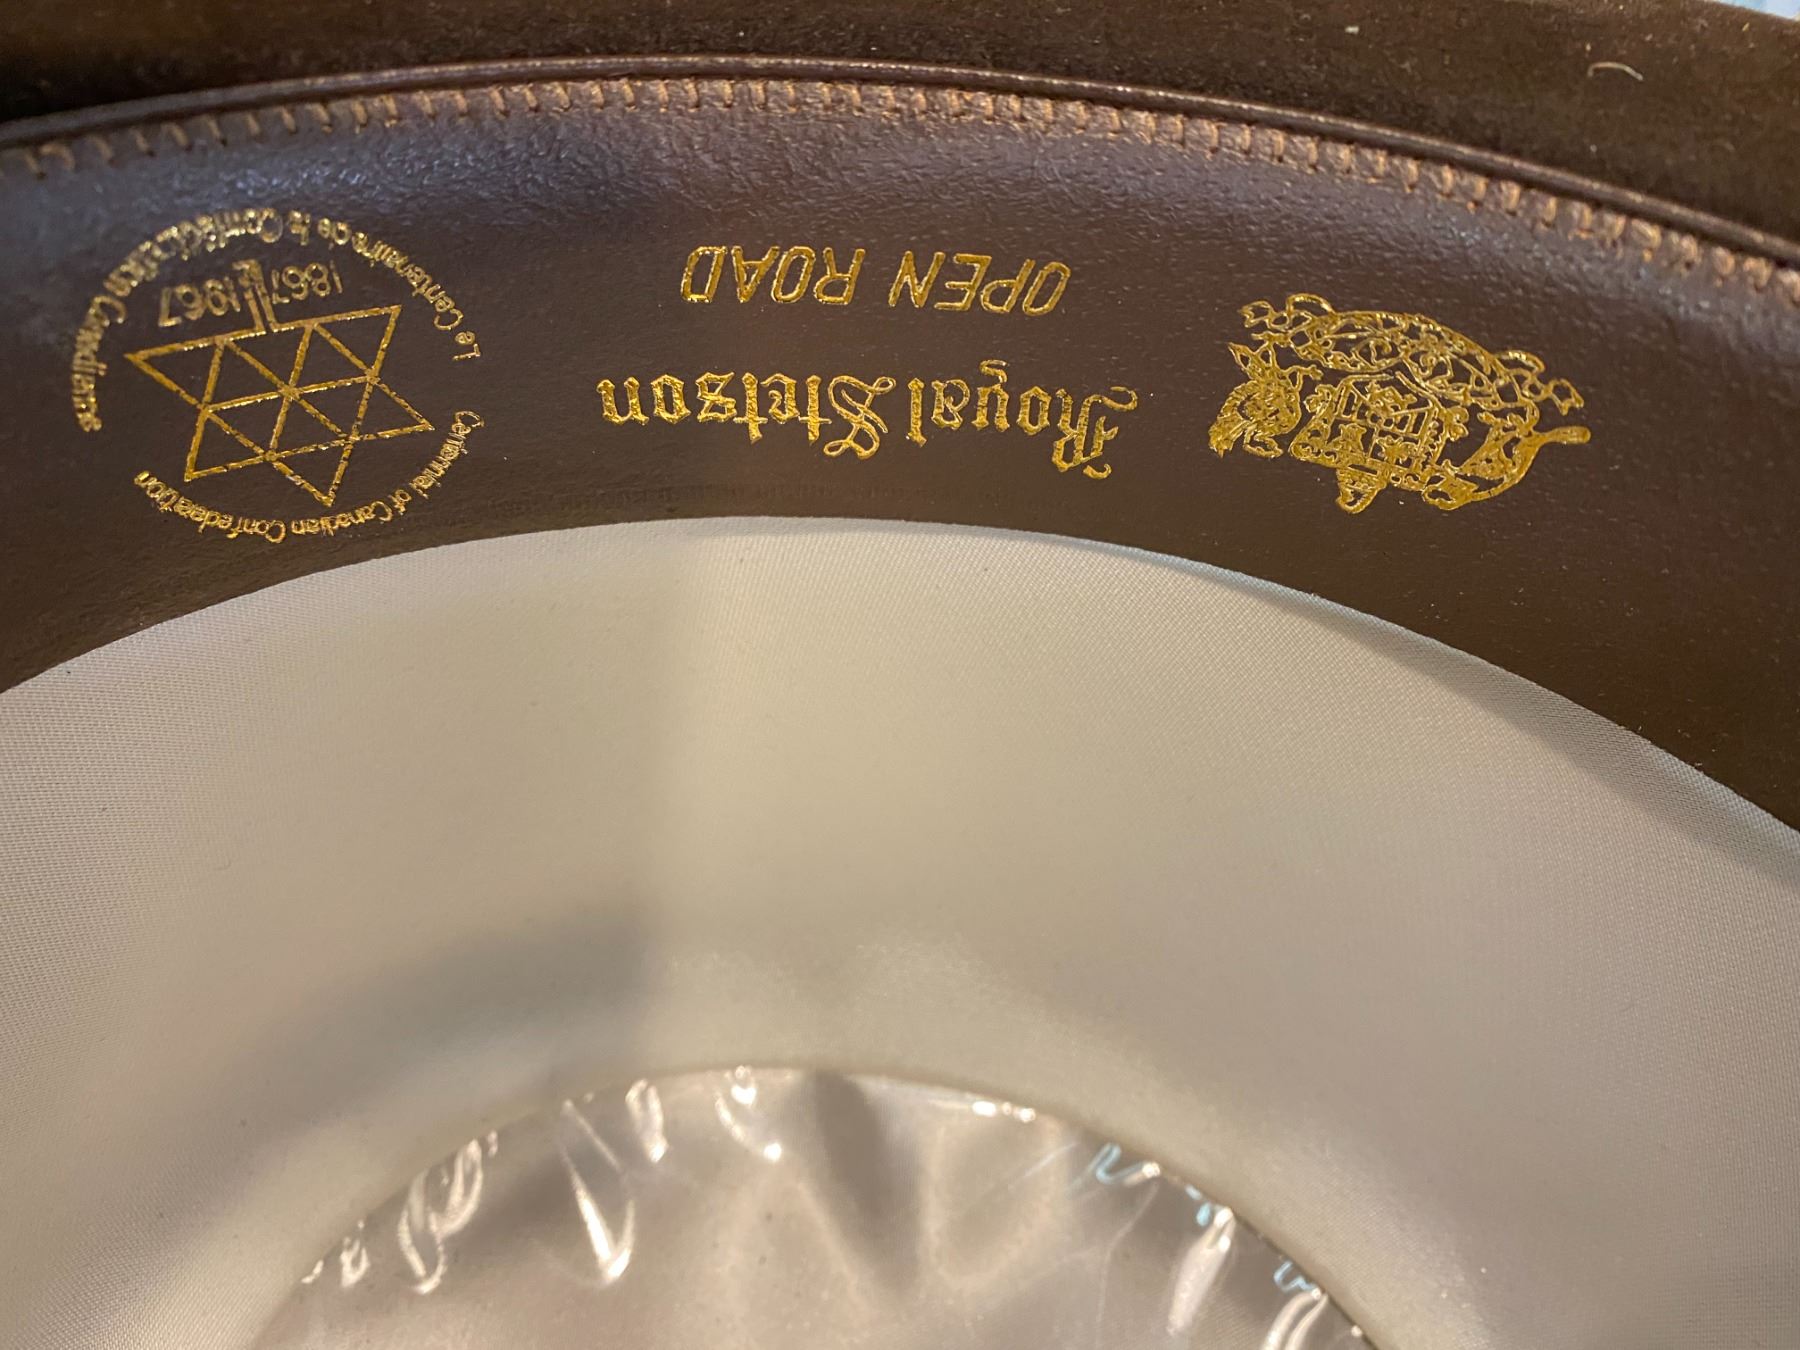 Royal Stetson
OPEN ROAD
Centennial of Canadian Confederation
1867 1967
Le Centenaire de la Confédération Canadienne